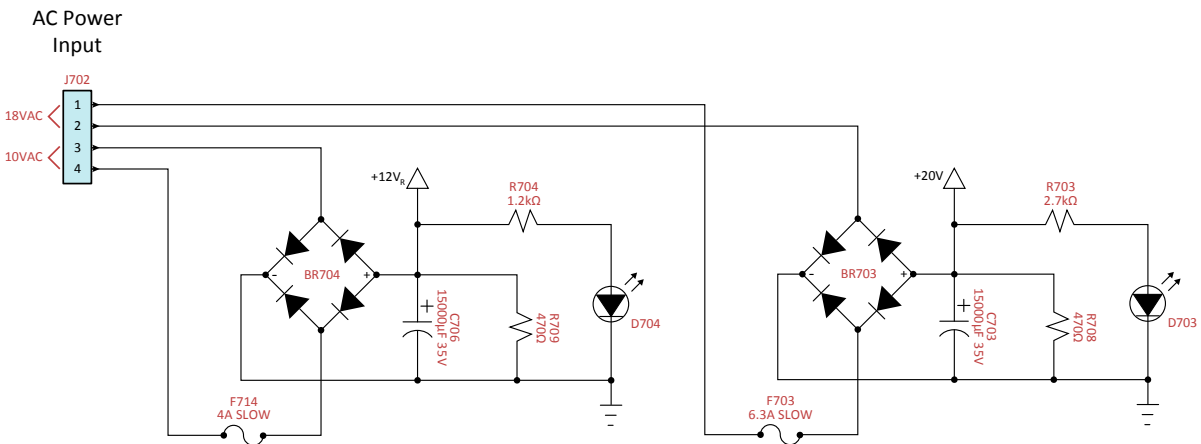 AC Power
Input
J702
1
2
3
4
18VAC
10VAC
+12VR
R704
1.2kΩ
BR704
-
+
+
C706
15000µF 35V
R709
470Ω
D704
F714
4A SLOW
+20V
R703
2.7kΩ
BR703
-
+
+
C703
15000µF 35V
R708
470Ω
D703
F703
6.3A SLOW